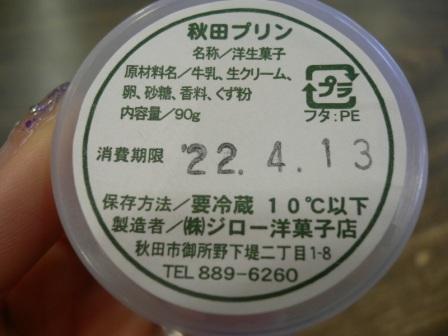 秋田プリン
名称/洋生菓子
原材料名/牛乳、生クリーム、
卵、砂糖、香料、くず粉
内容量/90g
プラ
フタ:PE
消費期限 '22.4.13
保存方法/要冷蔵 10℃以下
製造者/㈱ジロー洋菓子店
秋田市御所野下堤二丁目1-8
TEL 889-6260